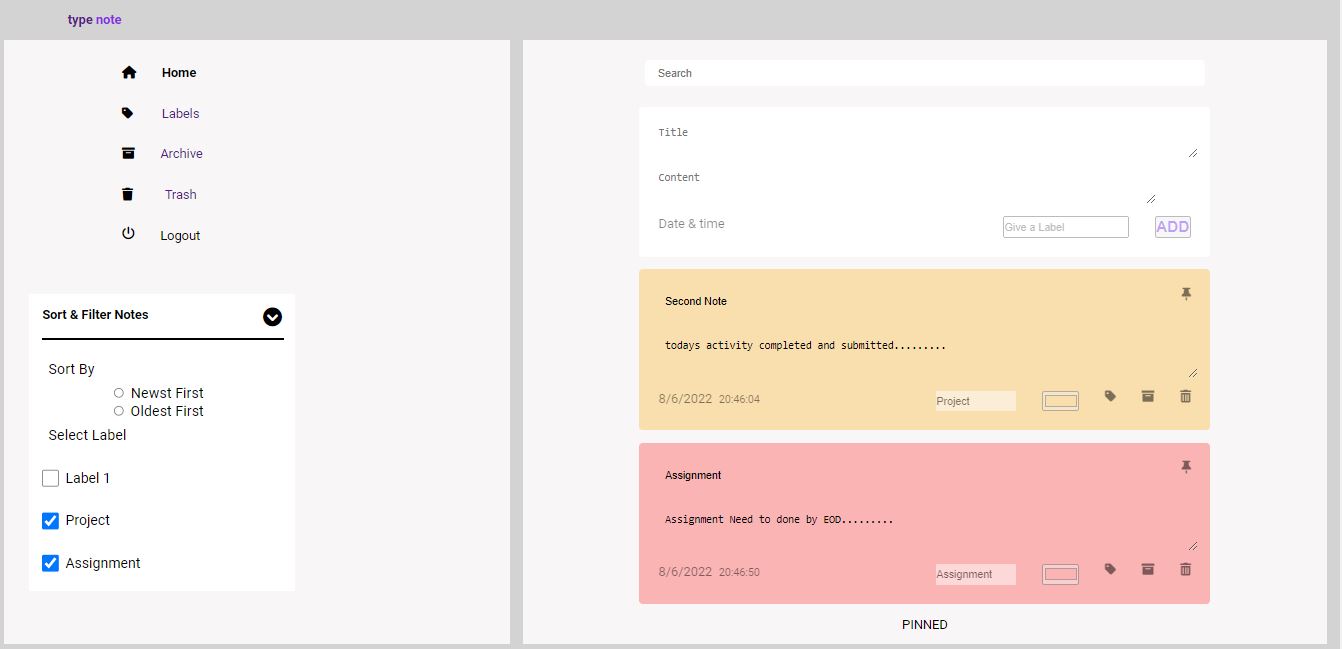 type note
Home
Labels
Archive
Trash
Logout
Sort & Filter Notes
Sort By
Newst First
Oldest First
Select Label
Label 1
Project
Assignment
Search
Title
Content
Date & time
Give a Label
ADD
Second Note
todays activity completed and submitted.........
8/6/2022 20:46:04
Project
Assignment
Assignment Need to done by EOD.........
8/6/2022 20:46:50
Assignment
PINNED